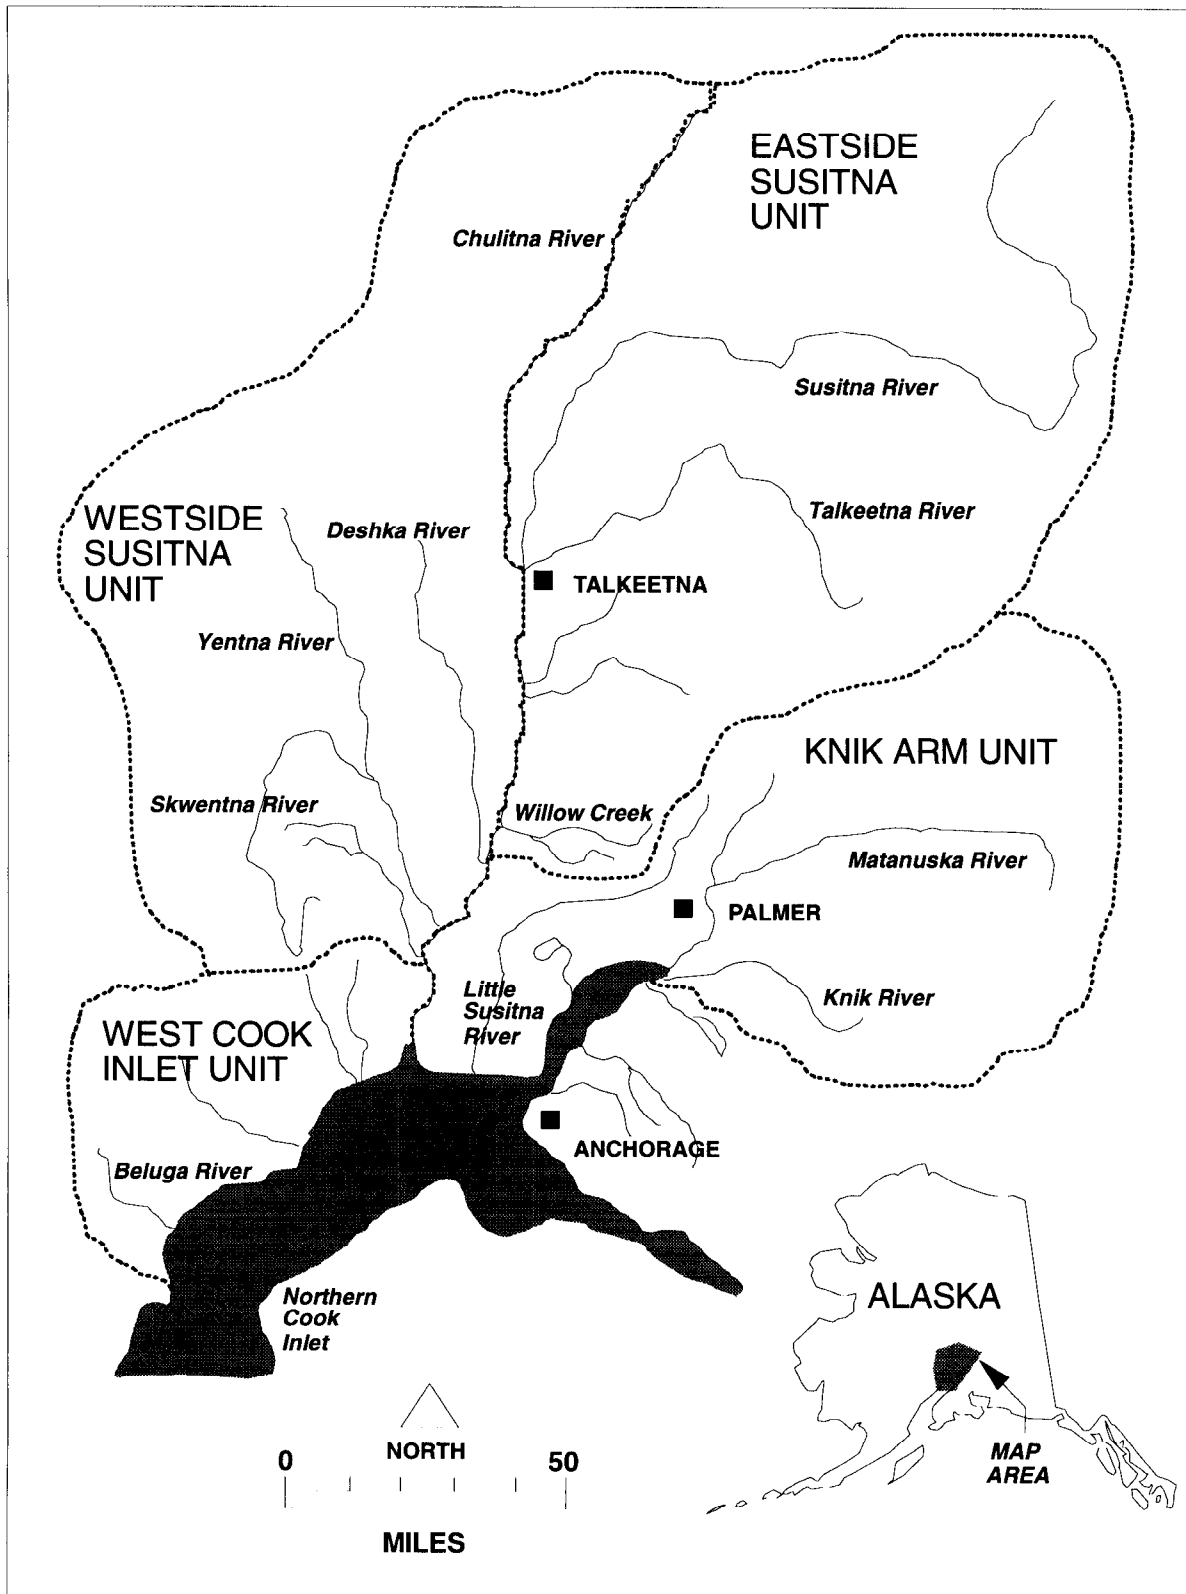 EASTSIDE
SUSITNA
UNIT
Chulitna River
Susitna River
WESTSIDE
SUSITNA
UNIT
Deshka River
Talkeetna River
TALKEETNA
Yentna River
KNIK ARM UNIT
Skwentna River
Willow Creek
Matanuska River
PALMER
Little
Susitna
River
Knik River
WEST COOK
INLET UNIT
ANCHORAGE
Beluga River
Northern
Cook
Inlet
ALASKA
MAP
AREA
NORTH
0 50
MILES